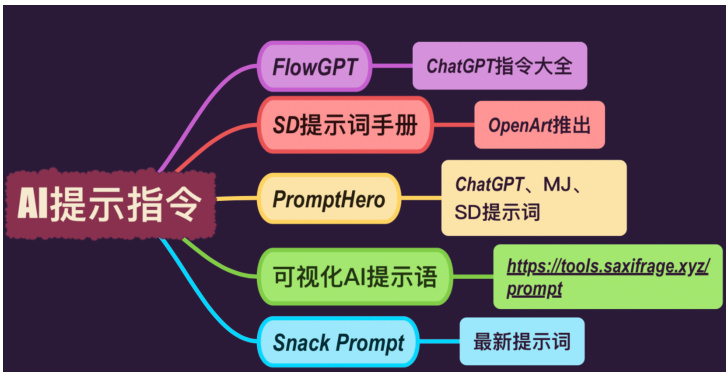 AI提示指令
FlowGPT
ChatGPT指令大全
SD提示词手册
OpenArt推出
PromptHero
ChatGPT、MJ、
SD提示词
可视化AI提示语
https://tools.saxifrage.xyz/
prompt
Snack Prompt
最新提示词